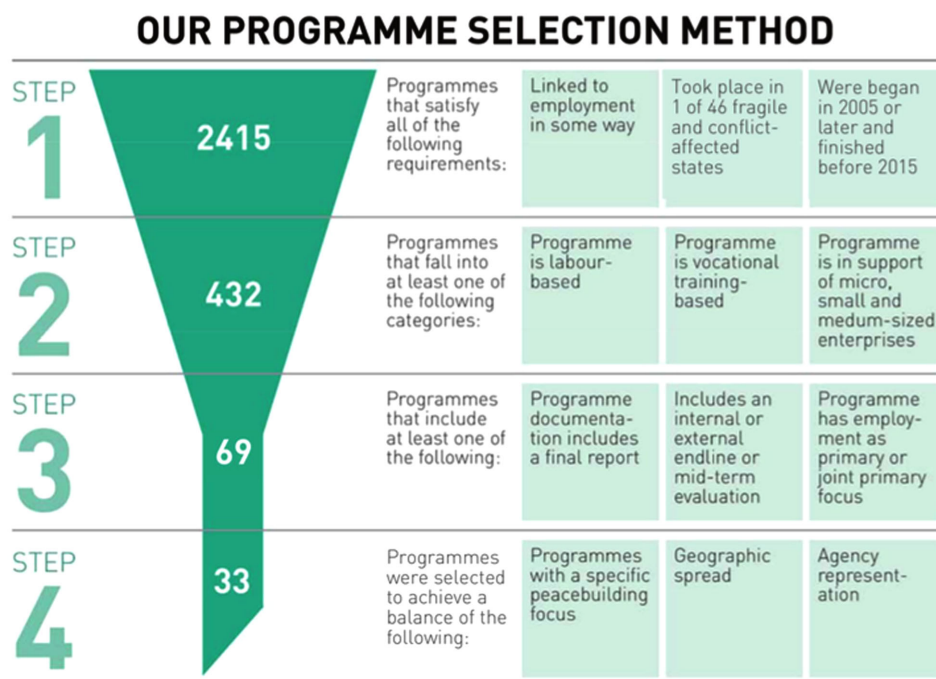 OUR PROGRAMME SELECTION METHOD
STEP
1
2415
Programmes
that satisfy
all of the
following
requirements:
Linked to
employment
in some way
Took place in
1 of 46 fragile
and conflict-
affected
states
Were began
in 2005 or
later and
finished
before 2015
STEP
2
432
Programmes
that fall into
at least one of
the following
categories:
Programme
is labour-
based
Programme
is vocational
training-
based
Programme
is in support
of micro,
small and
medum-sized
enterprises
STEP
3
69
Programmes
that include
at least one of
the following:
Programme
documenta-
tion includes
a final report
Includes an
internal or
external
endline or
mid-term
evaluation
Programme
has employ-
ment as
primary or
joint primary
focus
STEP
4
33
Programmes
were selected
to achieve a
balance of the
following:
Programmes
with a specific
peacebuilding
focus
Geographic
spread
Agency
represent-
ation